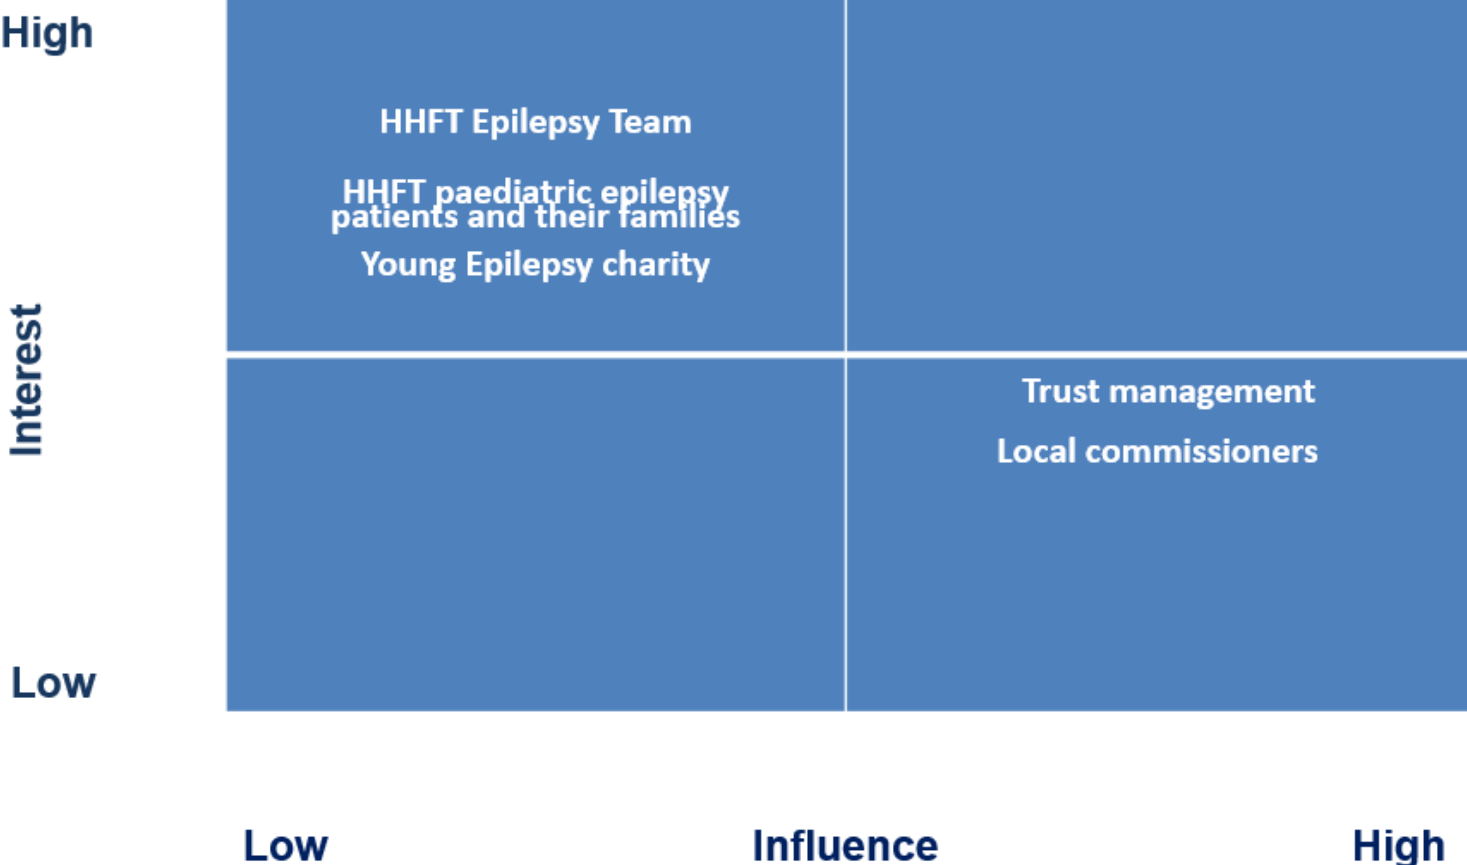 High
HHFT Epilepsy Team
HHFT paediatric epilepsy
patients and their families
Young Epilepsy charity
Interest
Trust management
Local commissioners
Low
Low
Influence
High